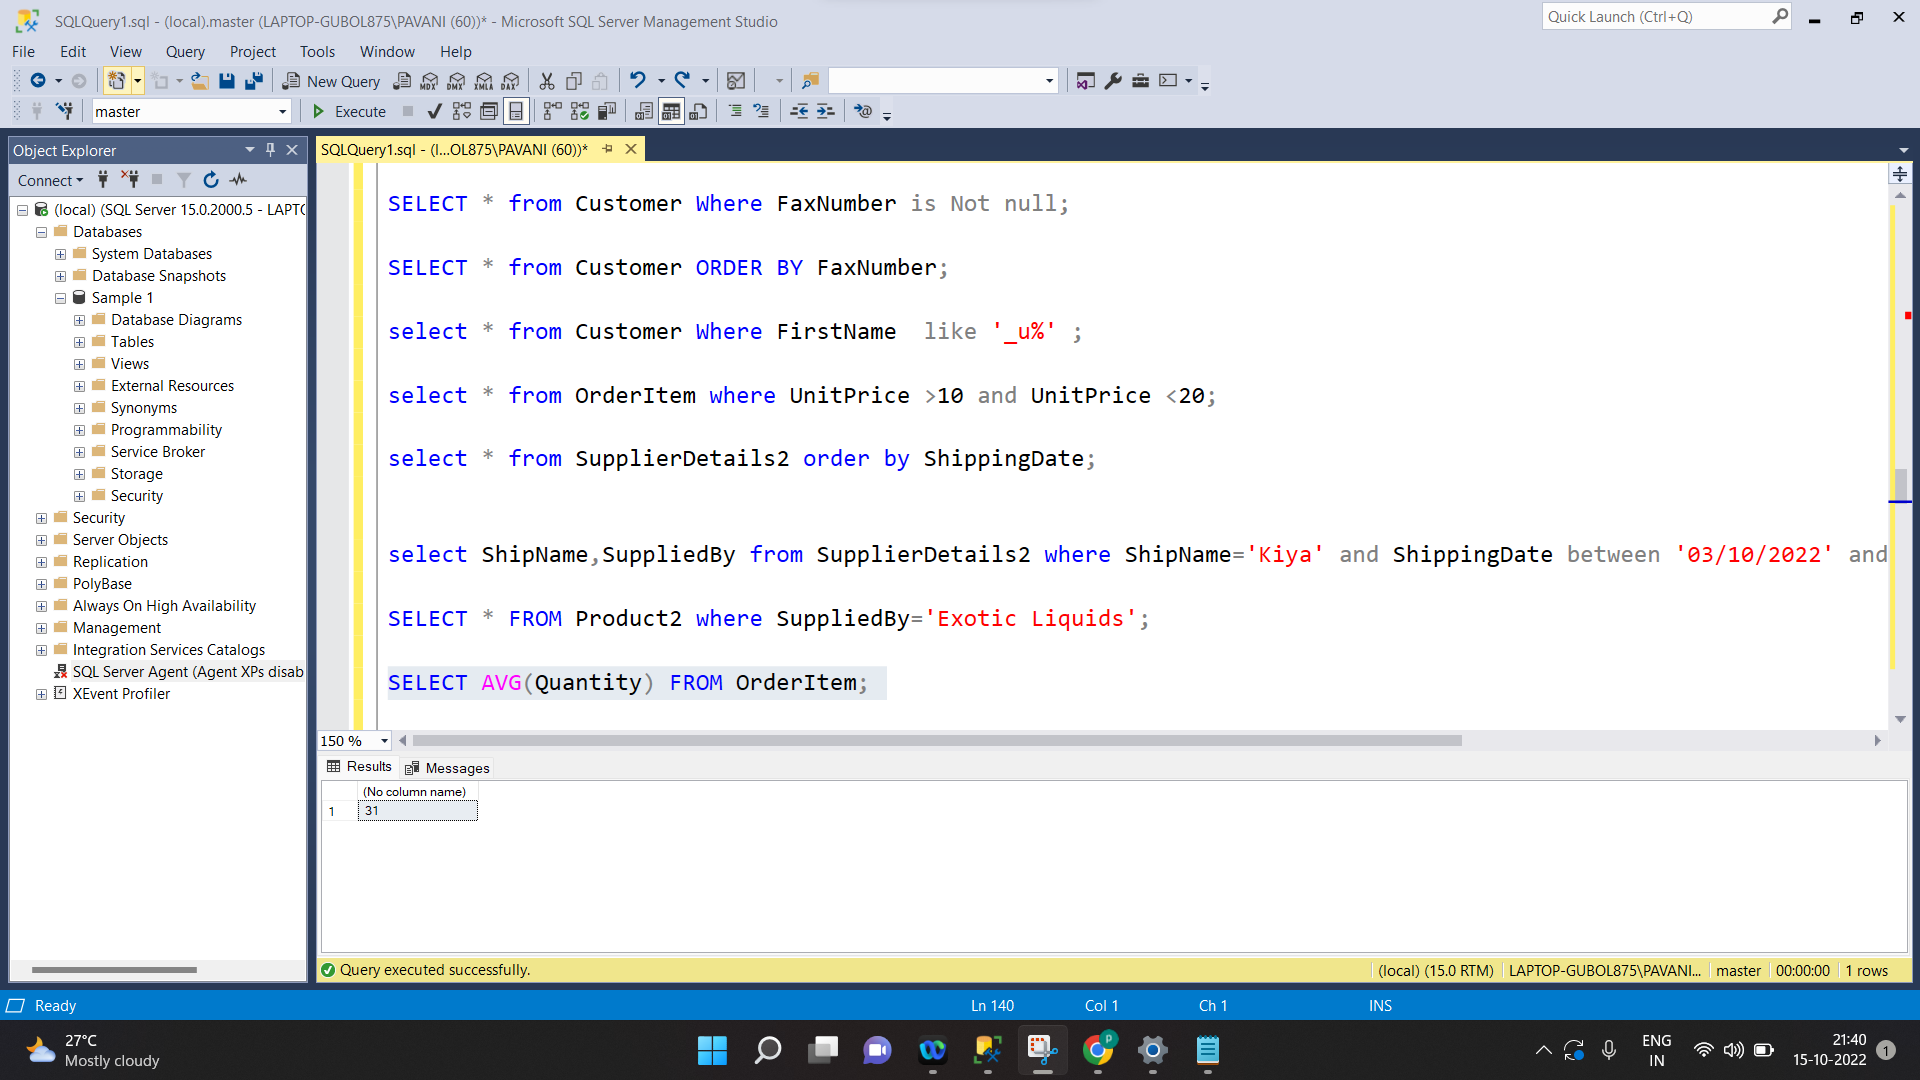 SQLQuery1.sql - (local).master (LAPTOP-GUBOL875\PAVANI (60))* - Microsoft SQL Server Management Studio
Quick Launch (Ctrl+Q)
File Edit View Query Project Tools Window Help
New Query
MDX DMX XMLA DAX
master
Execute
Object Explorer
SQLQuery1.sql - (l...OL875\PAVANI (60))*
Connect
(local) (SQL Server 15.0.2000.5 - LAPTO
Databases
System Databases
Database Snapshots
Sample 1
Database Diagrams
Tables
Views
External Resources
Synonyms
Programmability
Service Broker
Storage
Security
Security
Server Objects
Replication
PolyBase
Always On High Availability
Management
Integration Services Catalogs
SQL Server Agent (Agent XPs disab
XEvent Profiler
SELECT * from Customer Where FaxNumber is Not null;
SELECT * from Customer ORDER BY FaxNumber;
select * from Customer Where FirstName  like '_u%' ;
select * from OrderItem where UnitPrice >10 and UnitPrice <20;
select * from SupplierDetails2 order by ShippingDate;
select ShipName,SuppliedBy from SupplierDetails2 where ShipName='Kiya' and ShippingDate between '03/10/2022' and
SELECT * FROM Product2 where SuppliedBy='Exotic Liquids';
SELECT AVG(Quantity) FROM OrderItem;
150 %
Results Messages
(No column name)
1 31
Query executed successfully.
(local) (15.0 RTM) LAPTOP-GUBOL875\PAVANI... master 00:00:00 1 rows
Ready Ln 140 Col 1 Ch 1 INS
27°C
Mostly cloudy
P
ENG
IN
21:40
15-10-2022
1